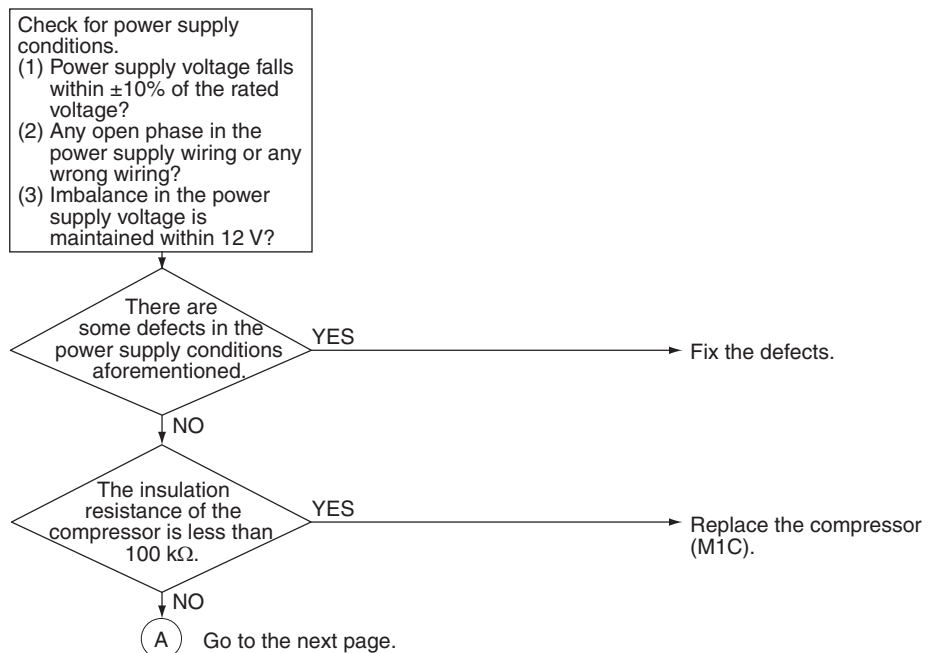 Check for power supply
conditions.
(1) Power supply voltage falls
within ±10% of the rated
voltage?
(2) Any open phase in the
power supply wiring or any
wrong wiring?
(3) Imbalance in the power
supply voltage is
maintained within 12 V?
There are
some defects in the
power supply conditions
aforementioned.
YES
Fix the defects.
NO
The insulation
resistance of the
compressor is less than
100 kΩ.
YES
Replace the compressor
(M1C).
NO
A
Go to the next page.